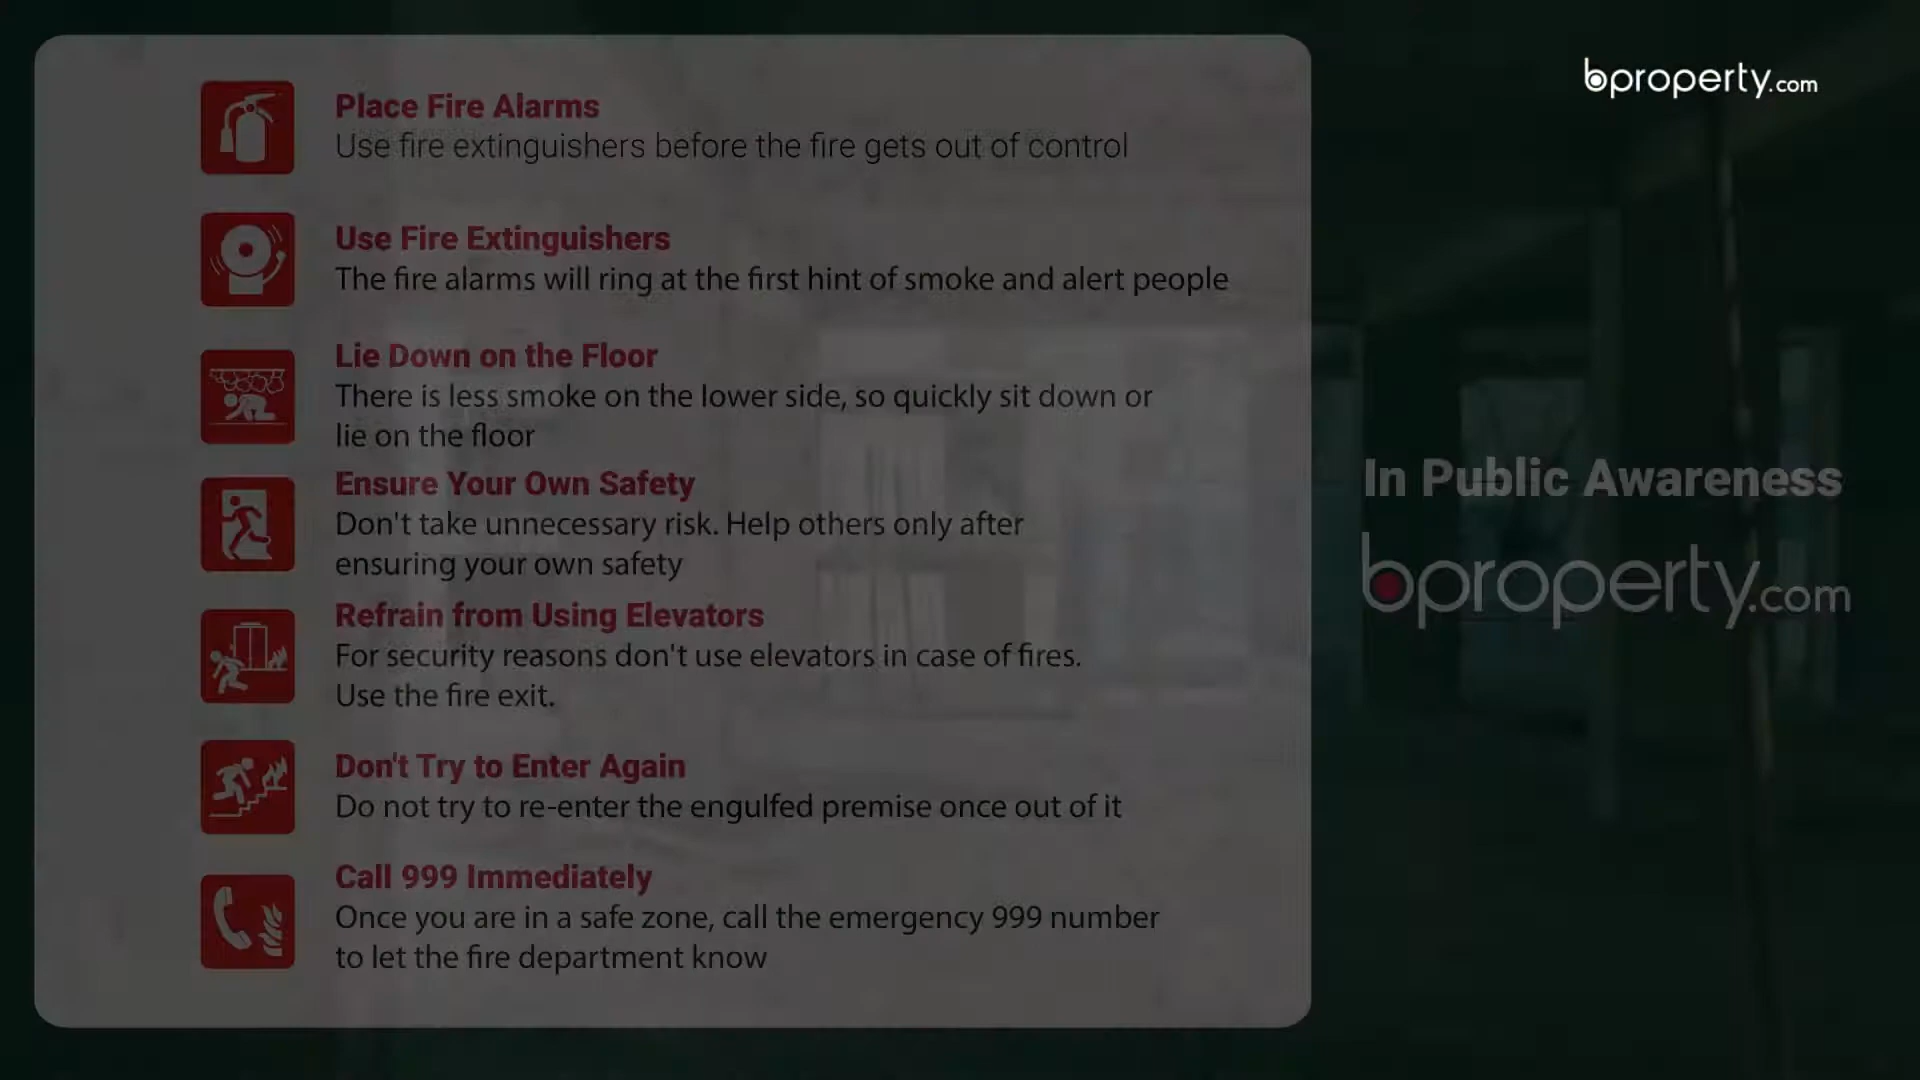 bproperty.com
Place Fire Alarms
Use fire extinguishers before the fire gets out of control
Use Fire Extinguishers
The fire alarms will ring at the first hint of smoke and alert people
Lie Down on the Floor
There is less smoke on the lower side, so quickly sit down or
lie on the floor
Ensure Your Own Safety
Don't take unnecessary risk. Help others only after
ensuring your own safety
Refrain from Using Elevators
For security reasons don't use elevators in case of fires.
Use the fire exit.
Don't Try to Enter Again
Do not try to re-enter the engulfed premise once out of it
Call 999 Immediately
Once you are in a safe zone, call the emergency 999 number
to let the fire department know
In Public Awareness
bproperty.com